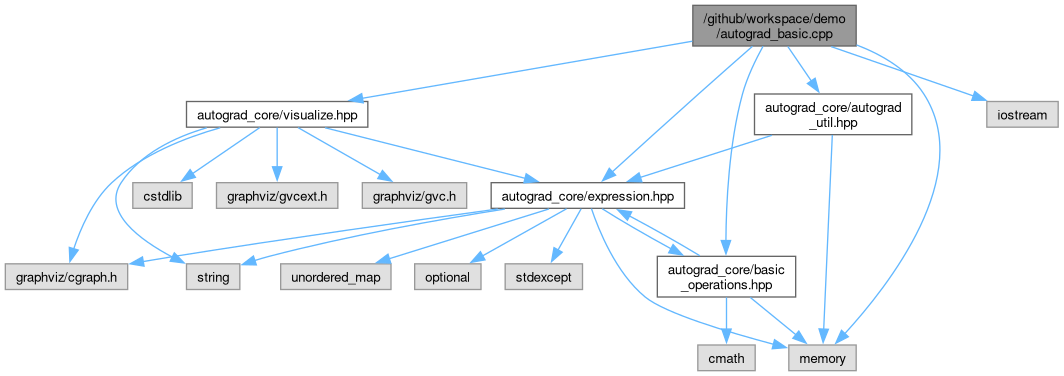 /github/workspace/demo
/autograd_basic.cpp
autograd_core/visualize.hpp
autograd_core/autograd
_util.hpp
iostream
cstdlib
graphviz/gvcext.h
graphviz/gvc.h
autograd_core/expression.hpp
graphviz/cgraph.h
string
unordered_map
optional
stdexcept
autograd_core/basic
_operations.hpp
cmath
memory